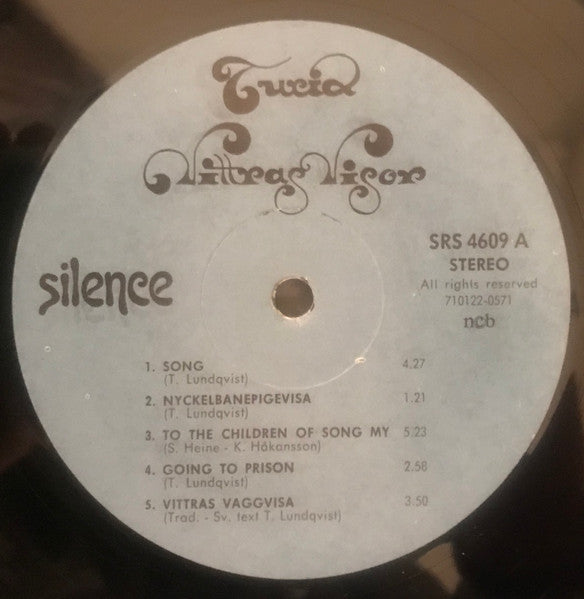 Turid
Vittras Visor
silence
SRS 4609 A
STEREO
All rights reserved
710122-0571
ncb
1. SONG 4.27
(T. Lundqvist)
2. NYCKELBANEPIGEVISA 1.21
(T. Lundqvist)
3. TO THE CHILDREN OF SONG MY 5.23
(S. Heine - K. Håkansson)
4. GOING TO PRISON 2.58
(T. Lundqvist)
5. VITTRAS VAGGVISA 3.50
(Trad. - Sv. text T. Lundqvist)